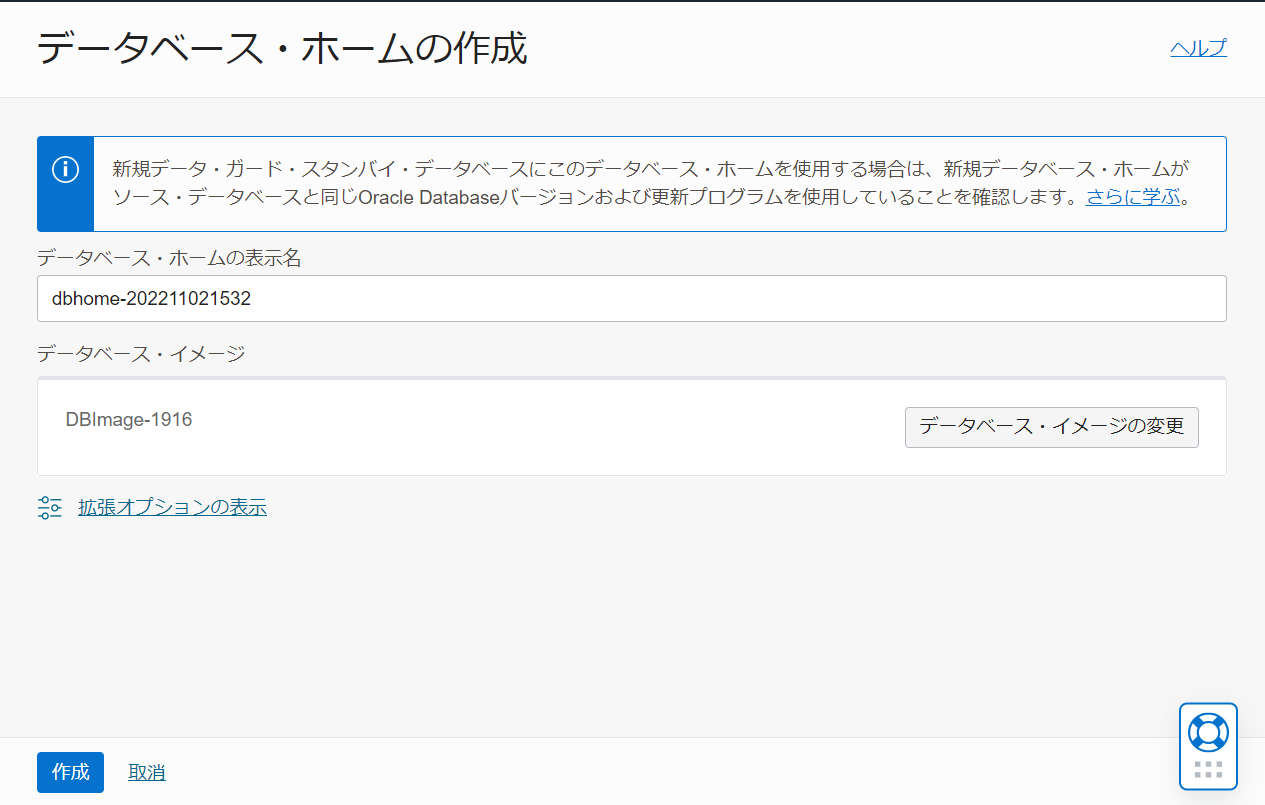 データベース・ホームの作成
ヘルプ
新規データ・ガード・スタンバイ・データベースにこのデータベース・ホームを使用する場合は、新規データベース・ホームが
ソース・データベースと同じOracle Databaseバージョンおよび更新プログラムを使用していることを確認します。さらに学ぶ。
データベース・ホームの表示名
dbhome-202211021532
データベース・イメージ
DBImage-1916
データベース・イメージの変更
拡張オプションの表示
作成
取消